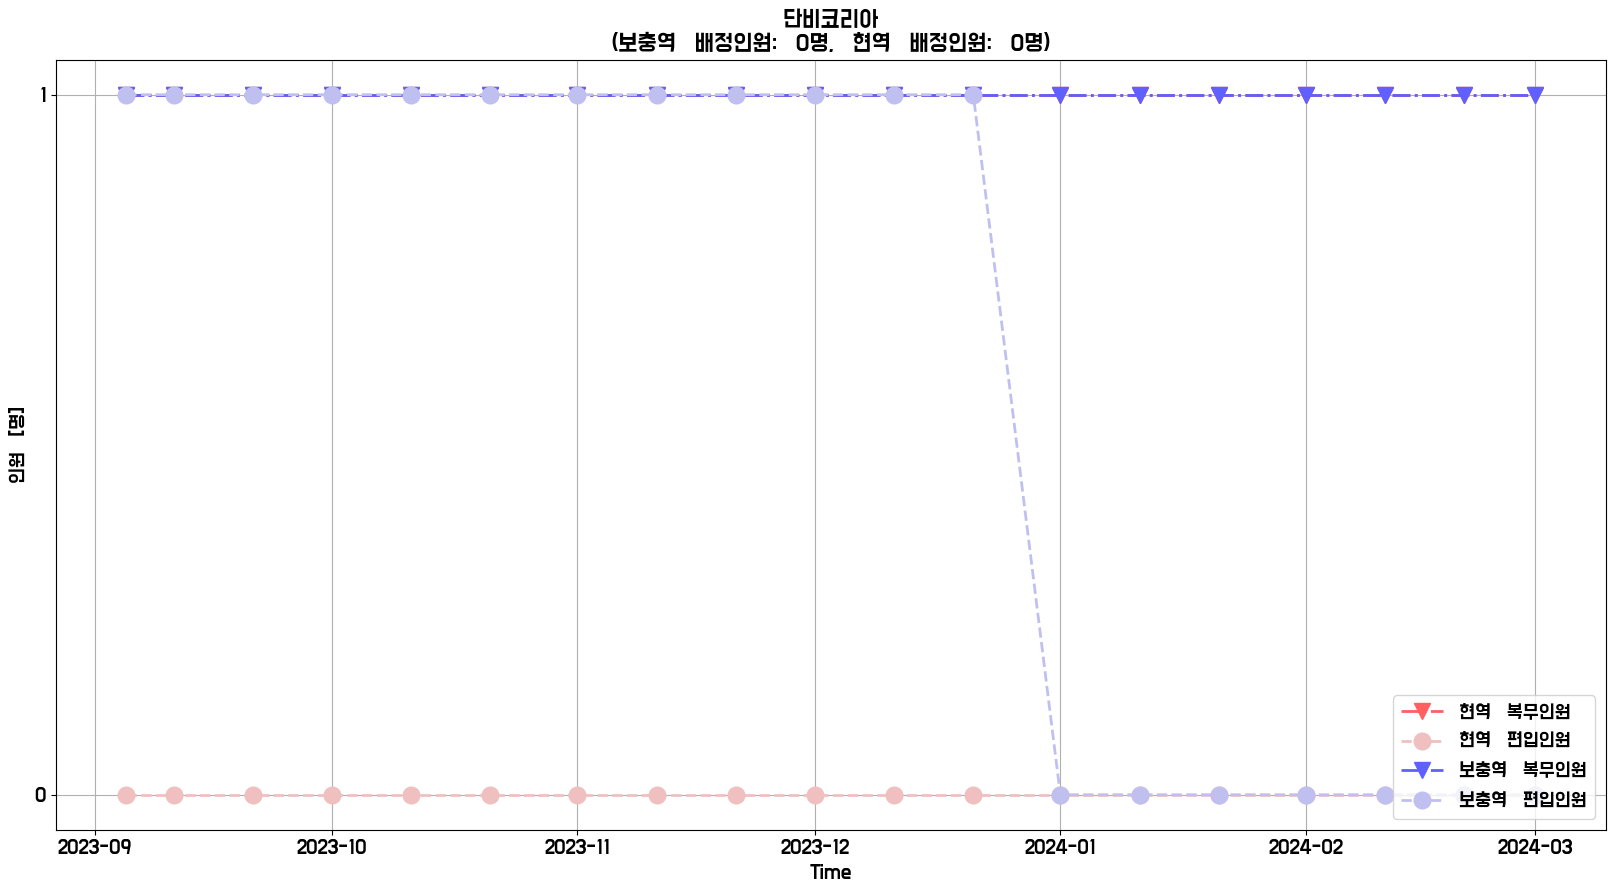 단비코리아
(보충역 배정인원: 0명, 현역 배정인원: 0명)
인원 [명]
1
0
현역 복무인원
현역 편입인원
보충역 복무인원
보충역 편입인원
2023-09
2023-10
2023-11
2023-12
2024-01
2024-02
2024-03
Time